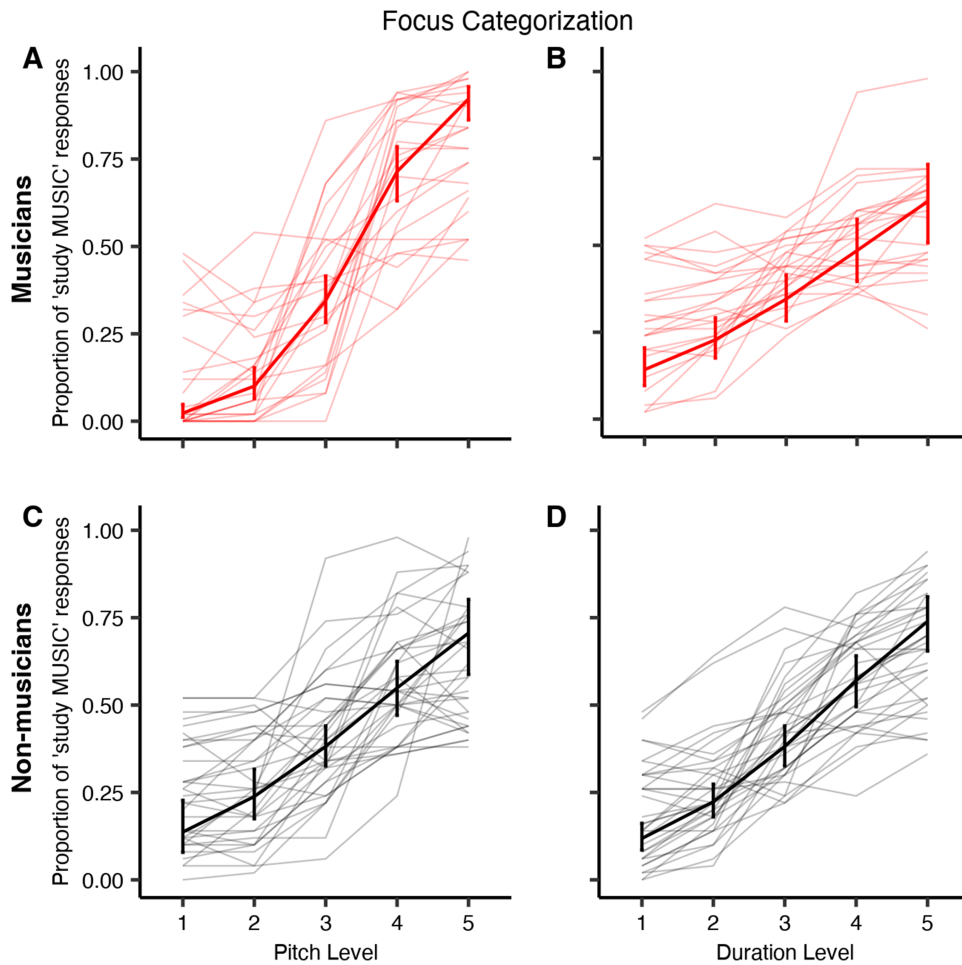 Focus Categorization
A
B
Musicians
Proportion of 'study MUSIC' responses
1.00
0.75
0.50
0.25
0.00
C
D
Non-musicians
Proportion of 'study MUSIC' responses
1.00
0.75
0.50
0.25
0.00
1 2 3 4 5
Pitch Level
1 2 3 4 5
Duration Level